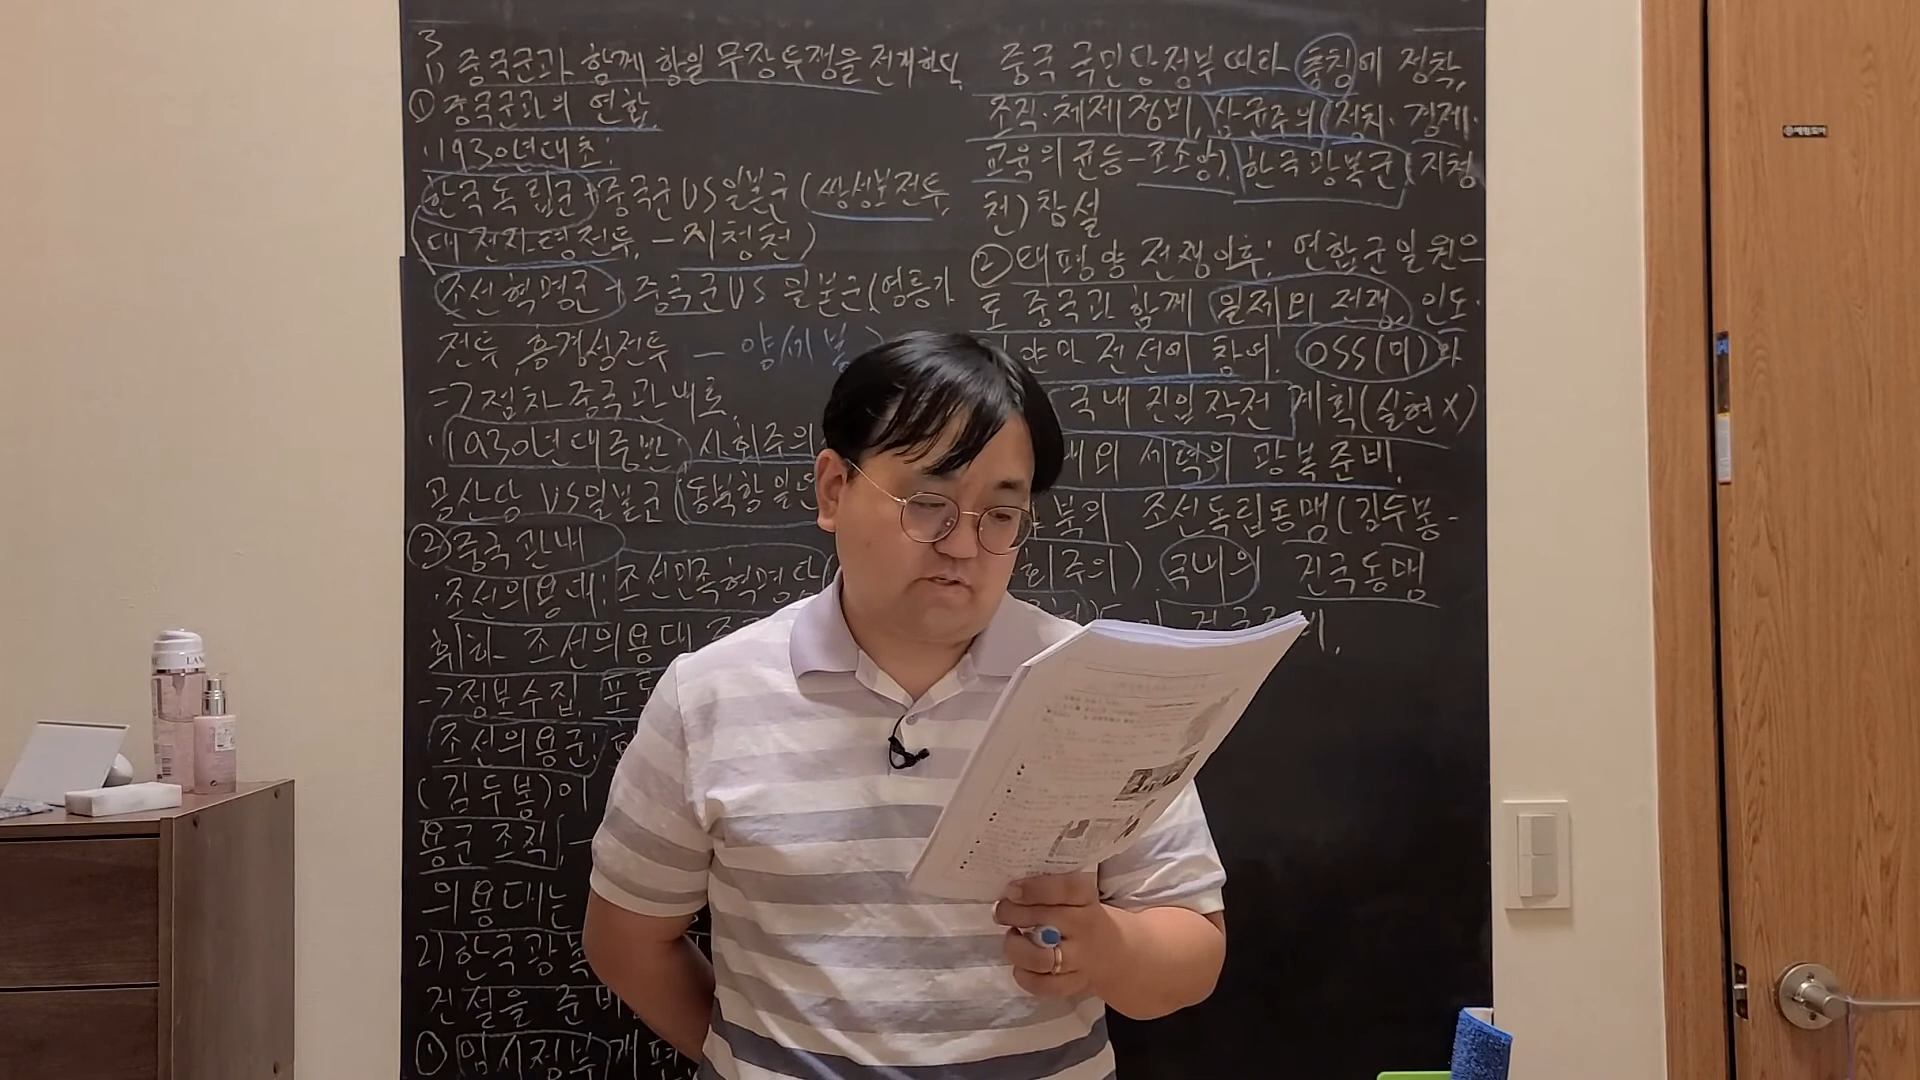 3
1) 중국군과 함께 항일 무장투쟁을 전개하다
① 중국군과의 연합
·1930년대초:
한국독립군+중국군 VS 일본군(쌍성보전투,
대전자령전투, -지청천)
조선혁명군+중국군 VS 일본군(영릉가
전투, 흥경성전투 - 양세봉)
=> 점차 중국관내로.
·1930년대중반: 사회주의
공산당 VS 일본군 (동북항일
② 중국관내
·조선의용대: 조선민족혁명당(
휘하 조선의용대
->정보수집, 포로
조선의용군:
(김두봉)이
용군 조직,
의용대는
2) 한국광복
건설을 준비
① 임시정부 개편
중국 국민당정부 따라 충칭에 정착,
조직·체제정비, 삼균주의(정치·경제·
교육의 균등-조소앙), 한국광복군(지청
천) 창설
② 태평양 전쟁이후: 연합군일원으
로 중국과 함께 일제의 전쟁, 인도·
얀마 전선에 참여. OSS(미)와
국내 진입 작전 계획(실현X)
내외 세력의 광복준비,
조선독립동맹(김두봉-
회주의) 국내의 건국동맹